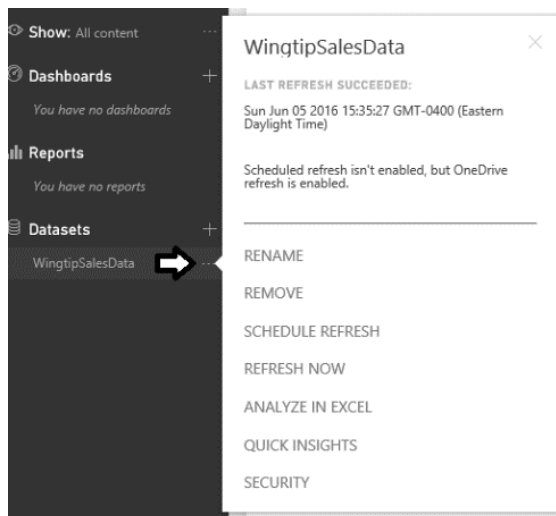 Show: All content ...
Dashboards +
You have no dashboards
Reports
You have no reports
Datasets +
WingtipSalesData ...
WingtipSalesData
LAST REFRESH SUCCEEDED:
Sun Jun 05 2016 15:35:27 GMT-0400 (Eastern
Daylight Time)
Scheduled refresh isn't enabled, but OneDrive
refresh is enabled.
RENAME
REMOVE
SCHEDULE REFRESH
REFRESH NOW
ANALYZE IN EXCEL
QUICK INSIGHTS
SECURITY